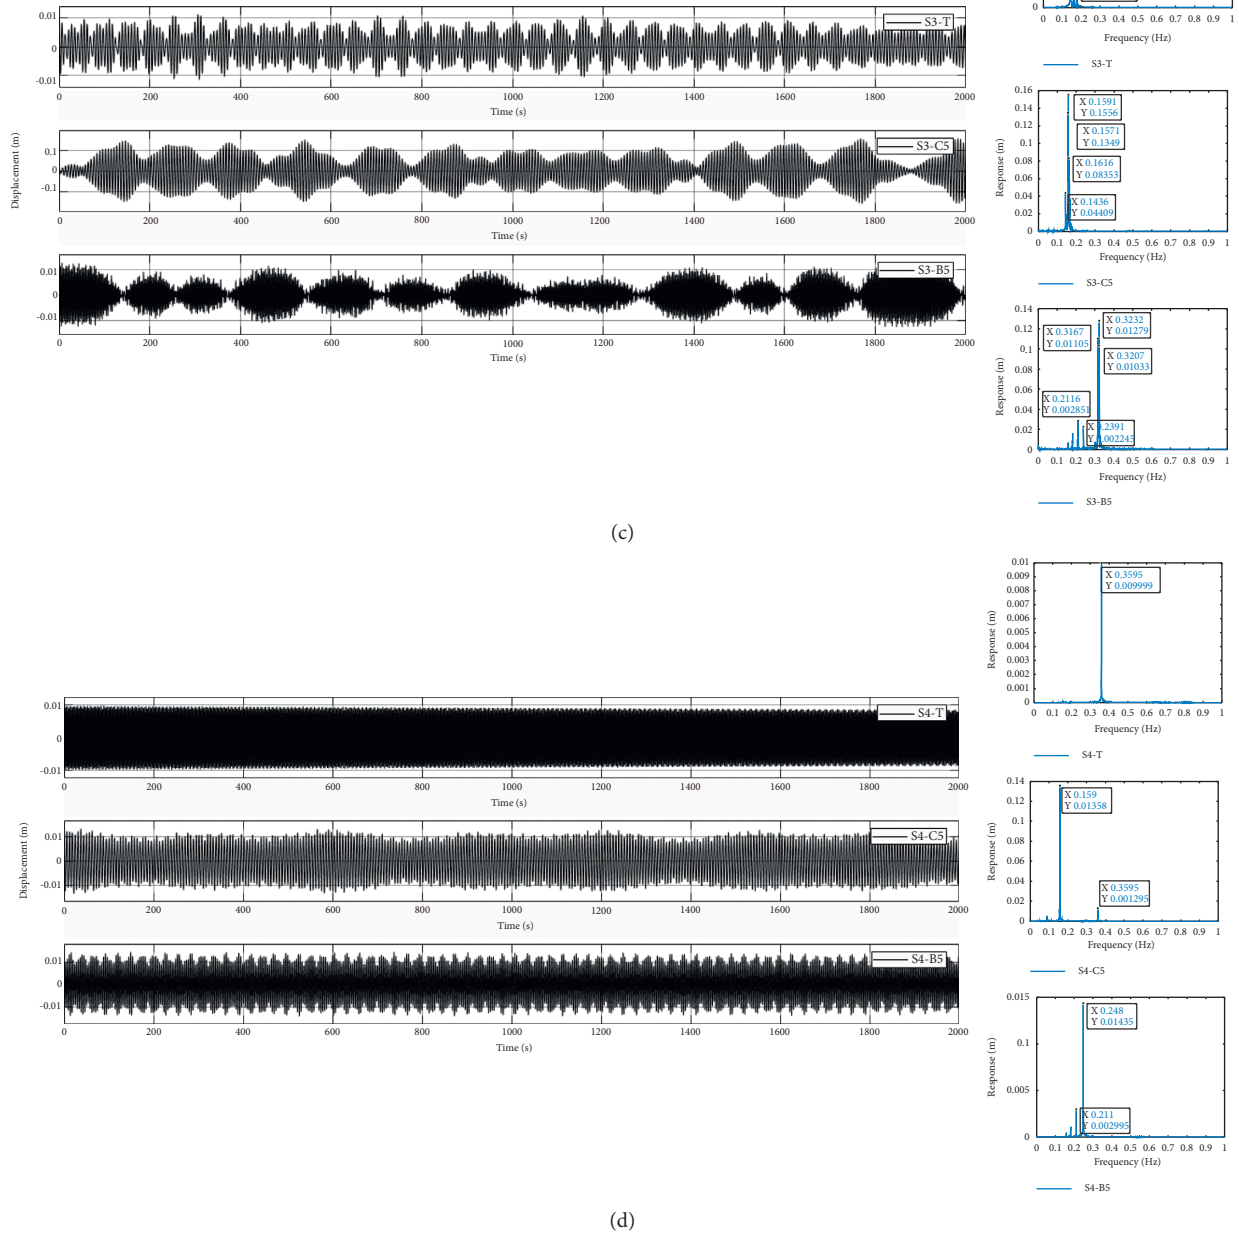 0.01
0
-0.01
S3-T
0 200 400 600 800 1000 1200 1400 1600 1800 2000
Time (s)
0.1
0
-0.1
S3-C5
0 200 400 600 800 1000 1200 1400 1600 1800 2000
Time (s)
Displacement (m)
0.01
0
-0.01
S3-B5
0 200 400 600 800 1000 1200 1400 1600 1800 2000
Time (s)
0
0 0.1 0.2 0.3 0.4 0.5 0.6 0.7 0.8 0.9 1
Frequency (Hz)
S3-T
0.16
0.14
0.12
0.1
0.08
0.06
0.04
0.02
0
Response (m)
X 0.1591
Y 0.1556
X 0.1571
Y 0.1349
X 0.1616
Y 0.08353
X 0.1436
Y 0.04409
0 0.1 0.2 0.3 0.4 0.5 0.6 0.7 0.8 0.9 1
Frequency (Hz)
S3-C5
0.14
0.12
0.1
0.08
0.06
0.04
0.02
0
Response (m)
X 0.3232
Y 0.01279
X 0.3167
Y 0.01105
X 0.3207
Y 0.01033
X 0.2116
Y 0.002851
X 0.2391
Y 0.002245
0 0.1 0.2 0.3 0.4 0.5 0.6 0.7 0.8 0.9 1
Frequency (Hz)
S3-B5
(c)
0.01
0
-0.01
S4-T
0 200 400 600 800 1000 1200 1400 1600 1800 2000
Time (s)
0.01
0
-0.01
S4-C5
0 200 400 600 800 1000 1200 1400 1600 1800 2000
Time (s)
Displacement (m)
0.01
0
-0.01
S4-B5
0 200 400 600 800 1000 1200 1400 1600 1800 2000
Time (s)
0.01
0.009
0.007
0.006
0.005
0.003
0.002
0.001
0
Response (m)
X 0.3595
Y 0.009999
0 0.1 0.2 0.3 0.4 0.5 0.6 0.7 0.8 0.9 1
Frequency (Hz)
S4-T
0.14
0.12
0.1
0.08
0.06
0.04
0.02
0
Response (m)
X 0.159
Y 0.01358
X 0.3595
Y 0.001295
0 0.1 0.2 0.3 0.4 0.5 0.6 0.7 0.8 0.9 1
Frequency (Hz)
S4-C5
0.015
0.1
0.005
0
Response (m)
X 0.248
Y 0.01435
X 0.211
Y 0.002995
0 0.1 0.2 0.3 0.4 0.5 0.6 0.7 0.8 0.9 1
Frequency (Hz)
S4-B5
(d)